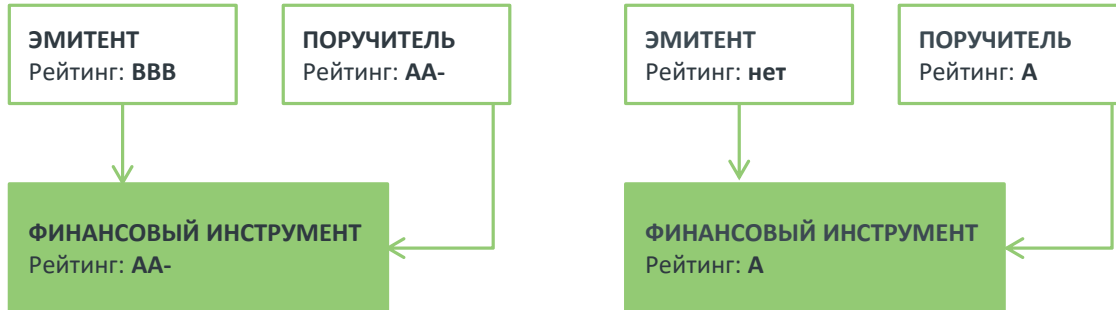 ЭМИТЕНТ
Рейтинг: BBB
ПОРУЧИТЕЛЬ
Рейтинг: AA-
ФИНАНСОВЫЙ ИНСТРУМЕНТ
Рейтинг: AA-
ЭМИТЕНТ
Рейтинг: нет
ПОРУЧИТЕЛЬ
Рейтинг: A
ФИНАНСОВЫЙ ИНСТРУМЕНТ
Рейтинг: A